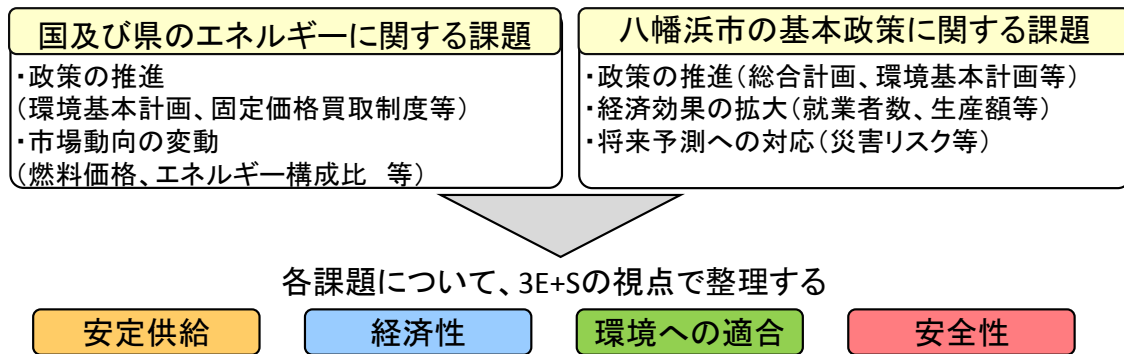 国及び県のエネルギーに関する課題
・政策の推進
(環境基本計画、固定価格買取制度等)
・市場動向の変動
(燃料価格、エネルギー構成比　等)
八幡浜市の基本政策に関する課題
・政策の推進(総合計画、環境基本計画等)
・経済効果の拡大(就業者数、生産額等)
・将来予測への対応(災害リスク等)
各課題について、3E+Sの視点で整理する
安定供給
経済性
環境への適合
安全性